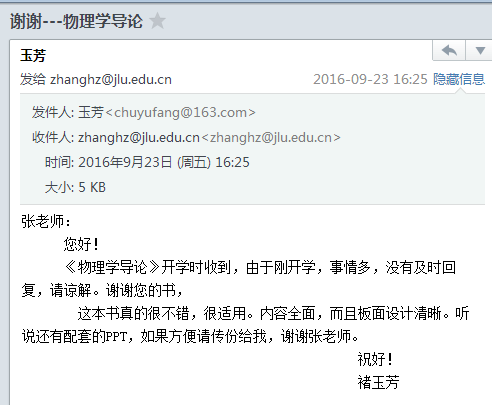 谢谢---物理学导论
玉芳
发给 zhanghz@jlu.edu.cn 2016-09-23 16:25 隐藏信息
发件人: 玉芳<chuyufang@163.com>
收件人: zhanghz@jlu.edu.cn<zhanghz@jlu.edu.cn>
时间: 2016年9月23日 (周五) 16:25
大小: 5 KB
张老师：
您好！
《物理学导论》开学时收到，由于刚开学，事情多，没有及时回
复，请谅解。谢谢您的书，
这本书真的很不错，很适用。内容全面，而且板面设计清晰。听
说还有配套的PPT，如果方便请传份给我，谢谢张老师。
祝好！
褚玉芳